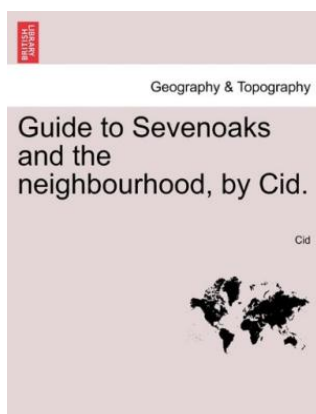 BRITISH
LIBRARY
Geography & Topography
Guide to Sevenoaks
and the
neighbourhood, by Cid.
Cid